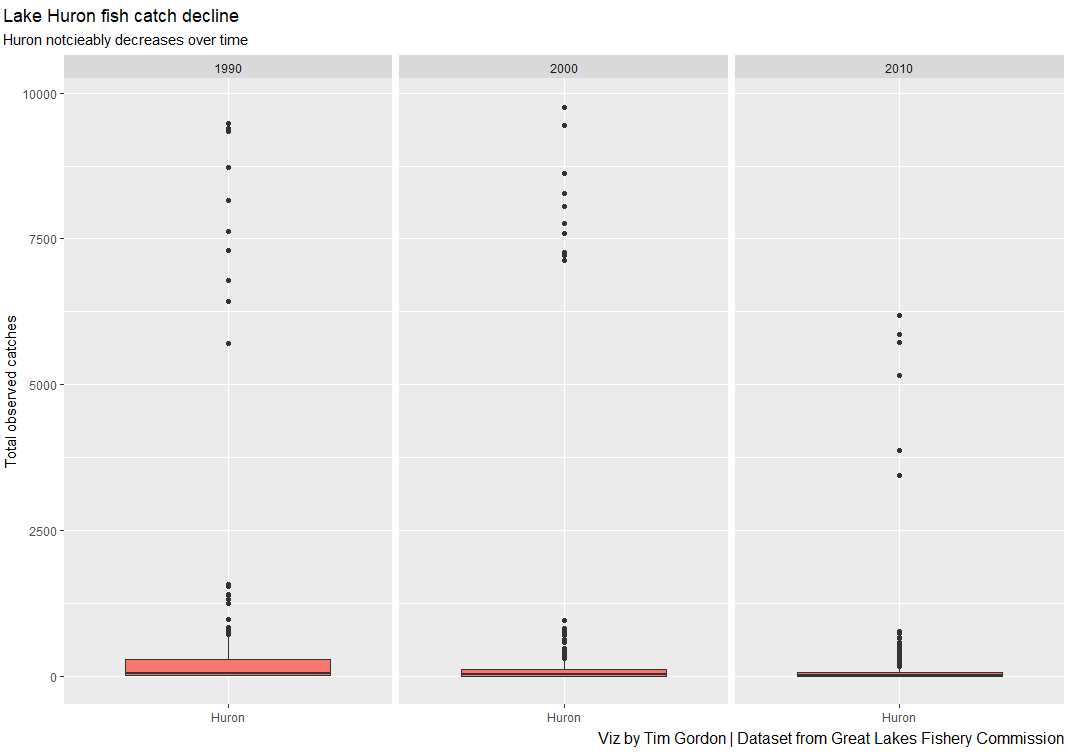 Lake Huron fish catch decline
Huron notcieably decreases over time
1990 2000 2010
10000
7500
5000
2500
0
Total observed catches
Huron Huron Huron
Viz by Tim Gordon | Dataset from Great Lakes Fishery Commission